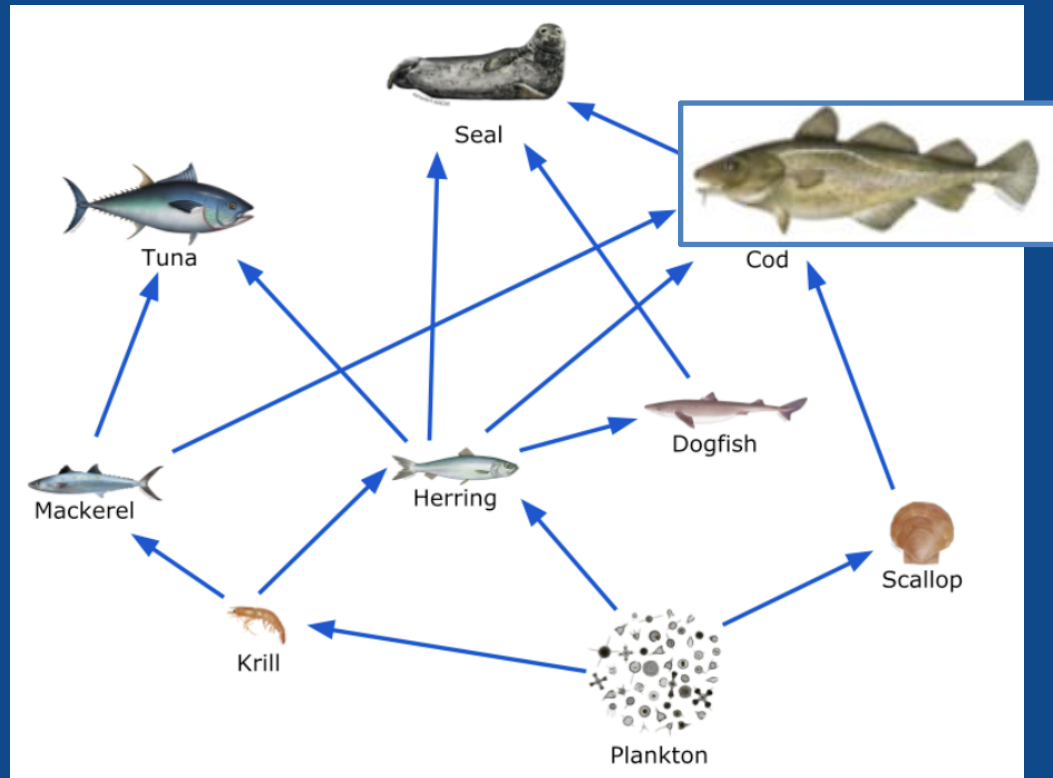 Seal
Tuna
Cod
Dogfish
Mackerel
Herring
Scallop
Krill
Plankton